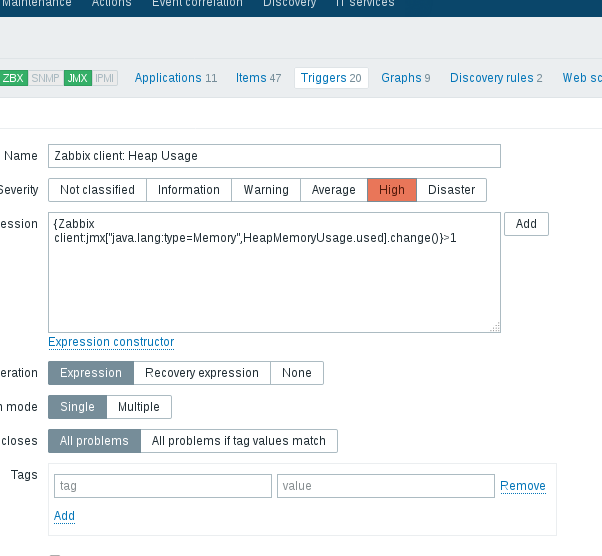 Maintenance Actions Event correlation Discovery IT services
ZBX SNMP JMX IPMI Applications 11 Items 47 Triggers 20 Graphs 9 Discovery rules 2 Web sc
Name Zabbix client: Heap Usage
Severity Not classified Information Warning Average High Disaster
ession {Zabbix Add
client:jmx["java.lang:type=Memory",HeapMemoryUsage.used].change()}>1
Expression constructor
eration Expression Recovery expression None
n mode Single Multiple
closes All problems All problems if tag values match
Tags tag value Remove
Add